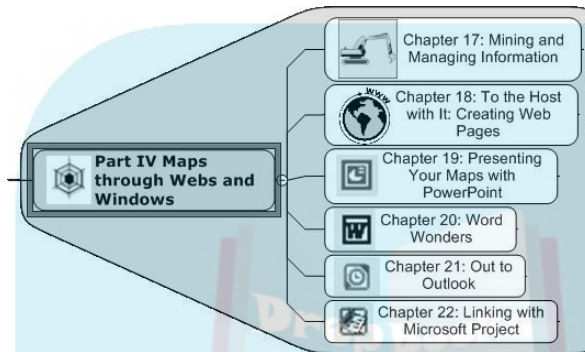 Part IV Maps
through Webs and
Windows
Chapter 17: Mining and
Managing Information
WWW
Chapter 18: To the Host
with It: Creating Web
Pages
Chapter 19: Presenting
Your Maps with
PowerPoint
W
Chapter 20: Word
Wonders
Chapter 21: Out to
Outlook
Chapter 22: Linking with
Microsoft Project